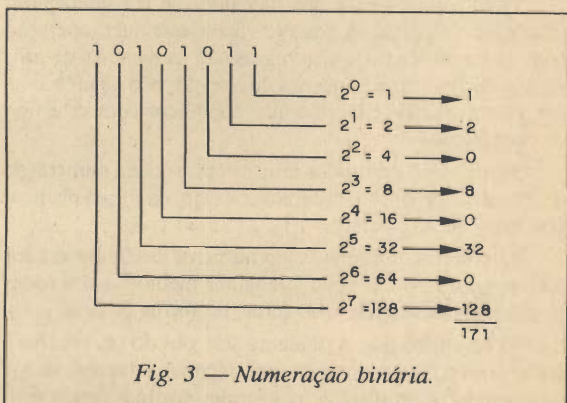 1 0 1 0 1 0 1 1
2⁰ = 1 → 1
2¹ = 2 → 2
2² = 4 → 0
2³ = 8 → 8
2⁴ = 16 → 0
2⁵ = 32 → 32
2⁶ = 64 → 0
2⁷ = 128 → 128
171
Fig. 3 — Numeração binária.